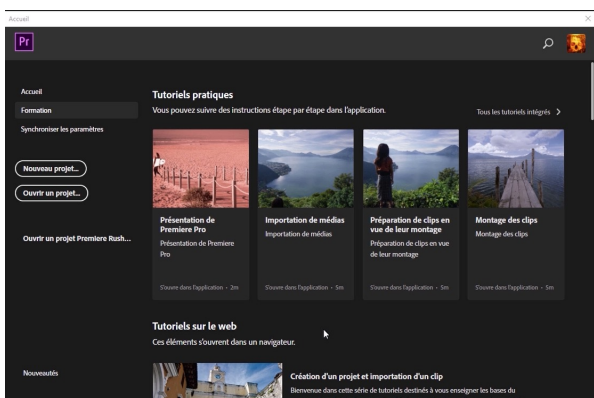 Accueil
Pr
Accueil
Formation
Synchroniser les paramètres
Nouveau projet...
Ouvrir un projet...
Ouvrir un projet Premiere Rush...
Nouveautés
Tutoriels pratiques
Vous pouvez suivre des instructions étape par étape dans l'application.
Tous les tutoriels intégrés
Présentation de
Premiere Pro
Présentation de Premiere
Pro
S'ouvre dans l'application • 2m
Importation de médias
Importation de médias
S'ouvre dans l'application • 5m
Préparation de clips en
vue de leur montage
Préparation de clips en vue
de leur montage
S'ouvre dans l'application • 5m
Montage des clips
Montage des clips
S'ouvre dans l'application • 5m
Tutoriels sur le web
Ces éléments s'ouvrent dans un navigateur.
Création d'un projet et importation d'un clip
Bienvenue dans cette série de tutoriels destinés à vous enseigner les bases du